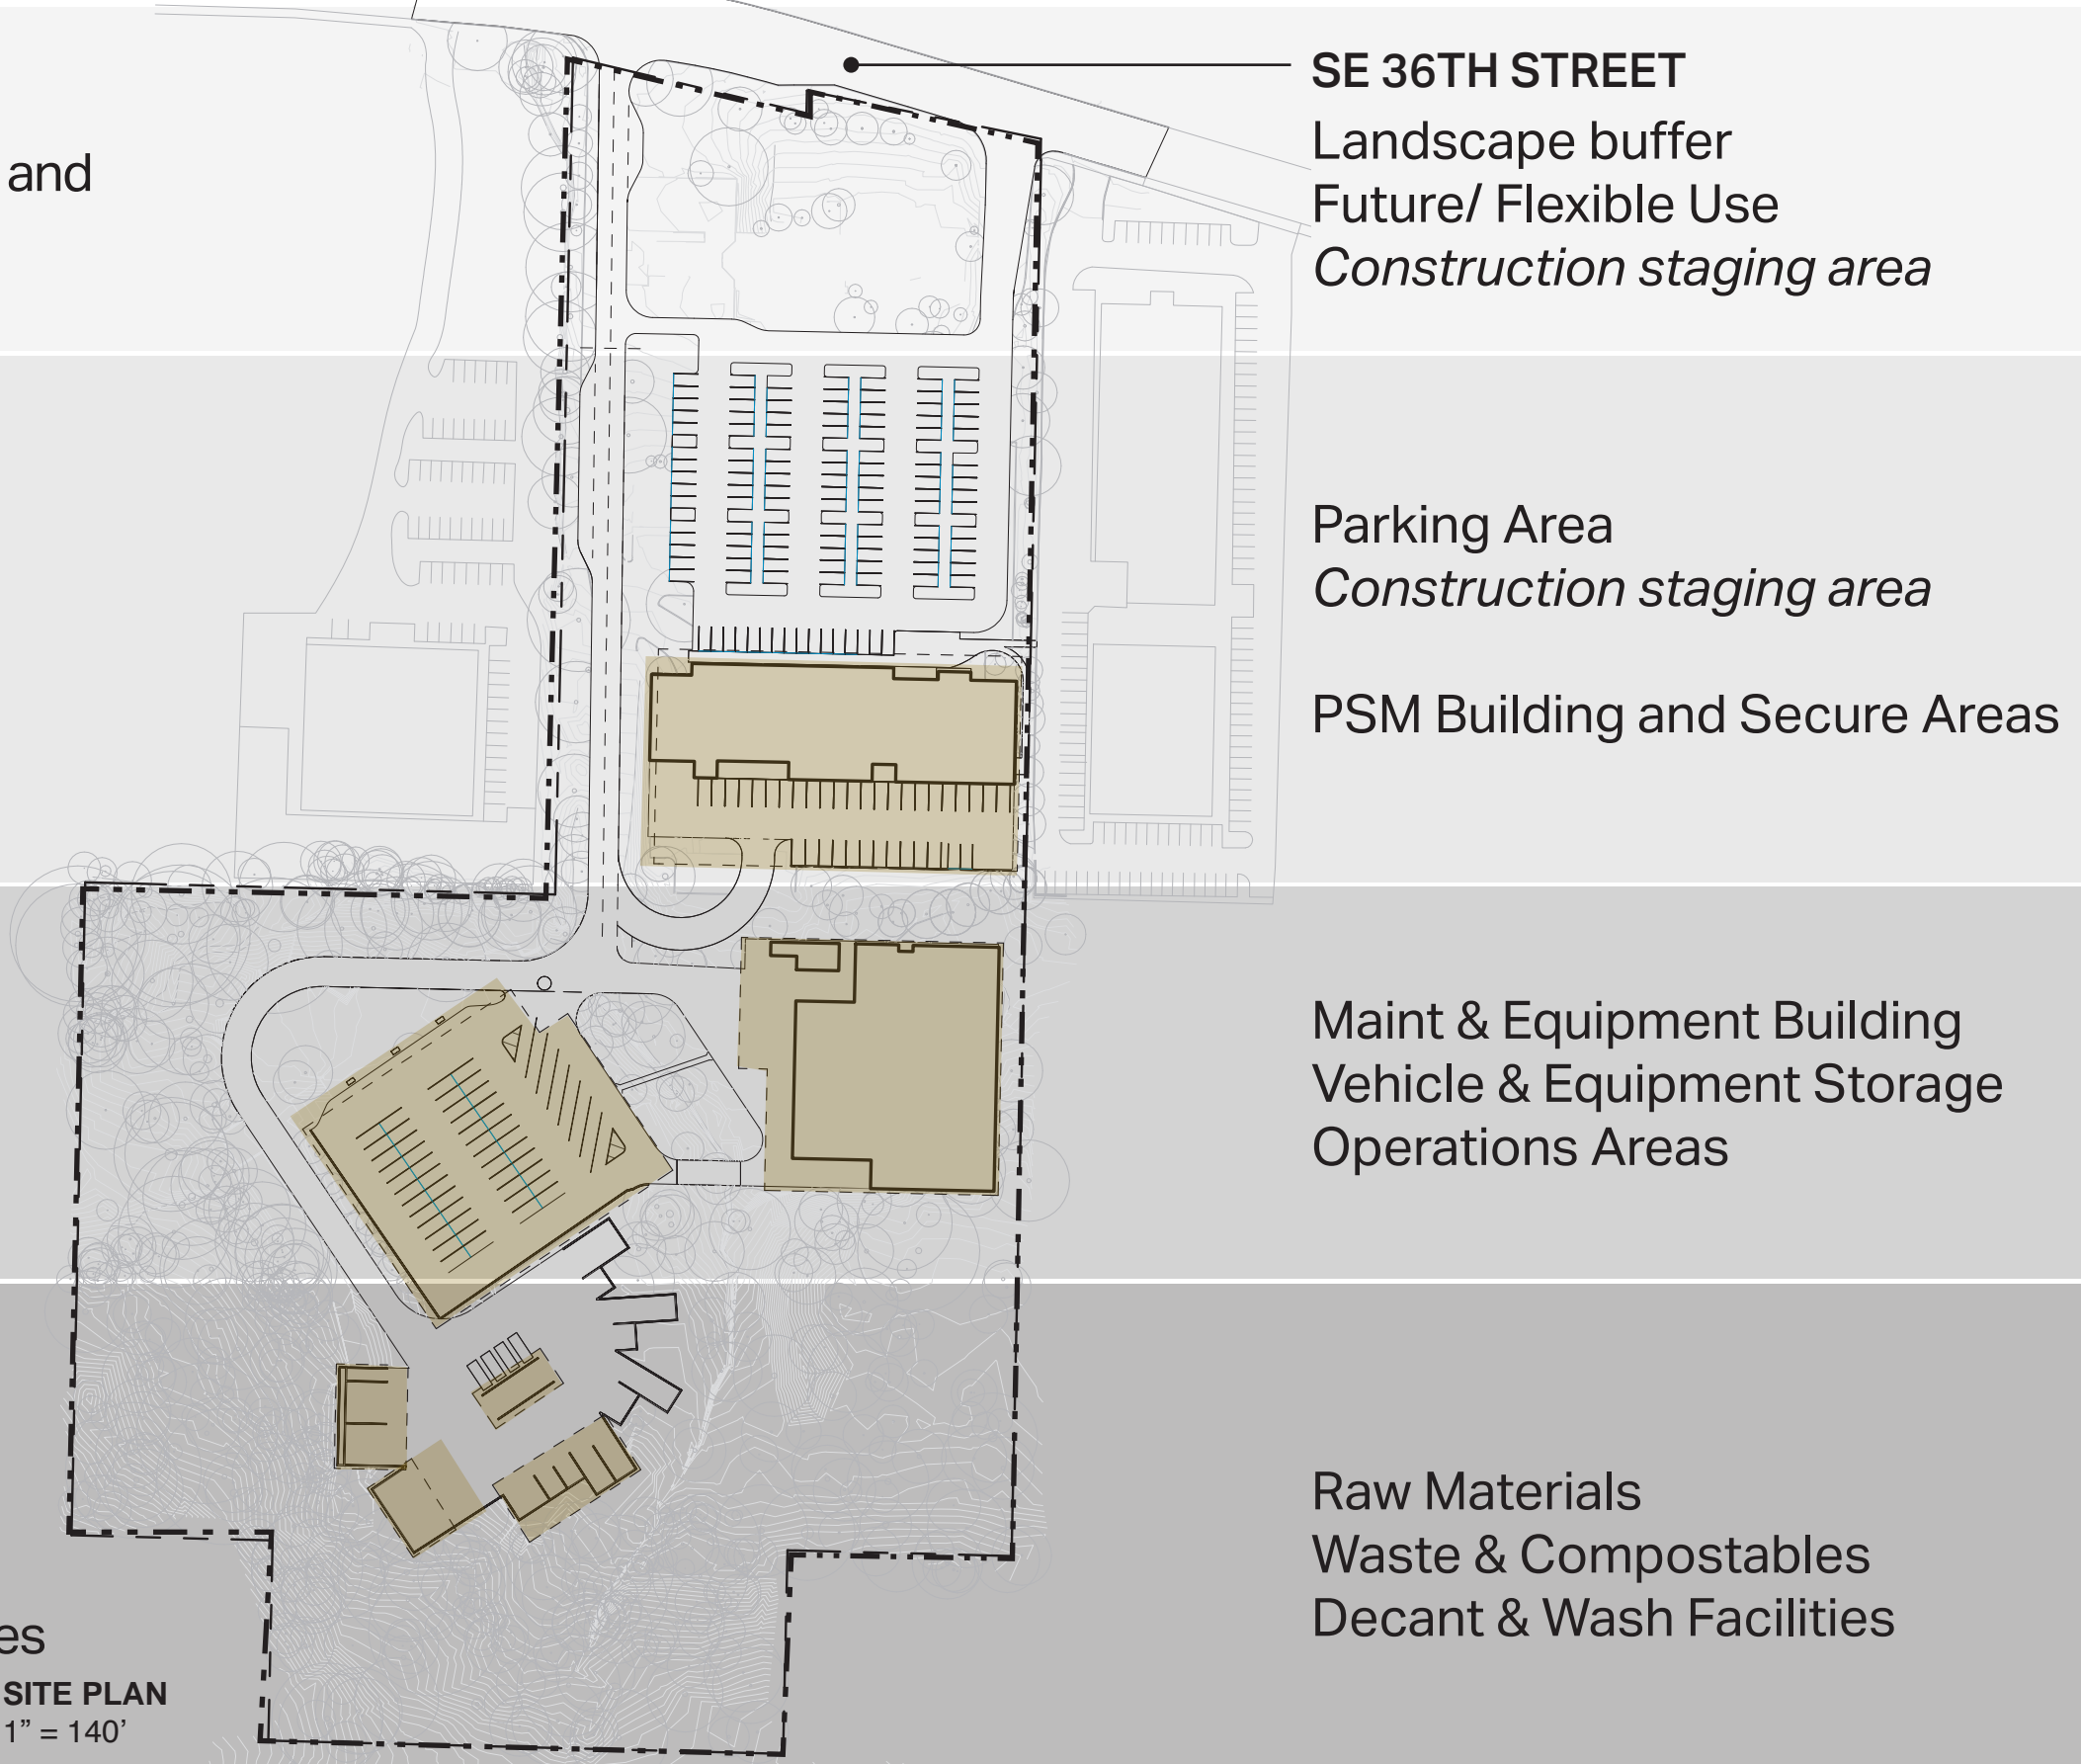 SE 36TH STREET
Landscape buffer
and
Future/ Flexible Use
Construction staging area
Parking Area
Construction staging area
PSM Building and Secure Areas
Maint & Equipment Building
Vehicle & Equipment Storage
Operations Areas
Raw Materials
Waste & Compostables
Decant & Wash Facilities
es
SITE PLAN
1” = 140’